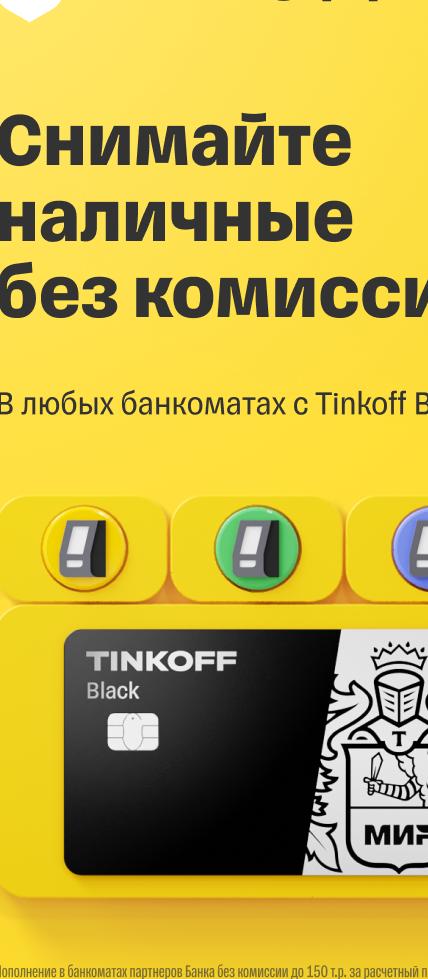 Снимайте
наличные
без комисси
В любых банкоматах с Tinkoff B
TINKOFF
Black
Т
МИР
Пополнение в банкоматах партнеров Банка без комиссии до 150 т.р. за расчетный п